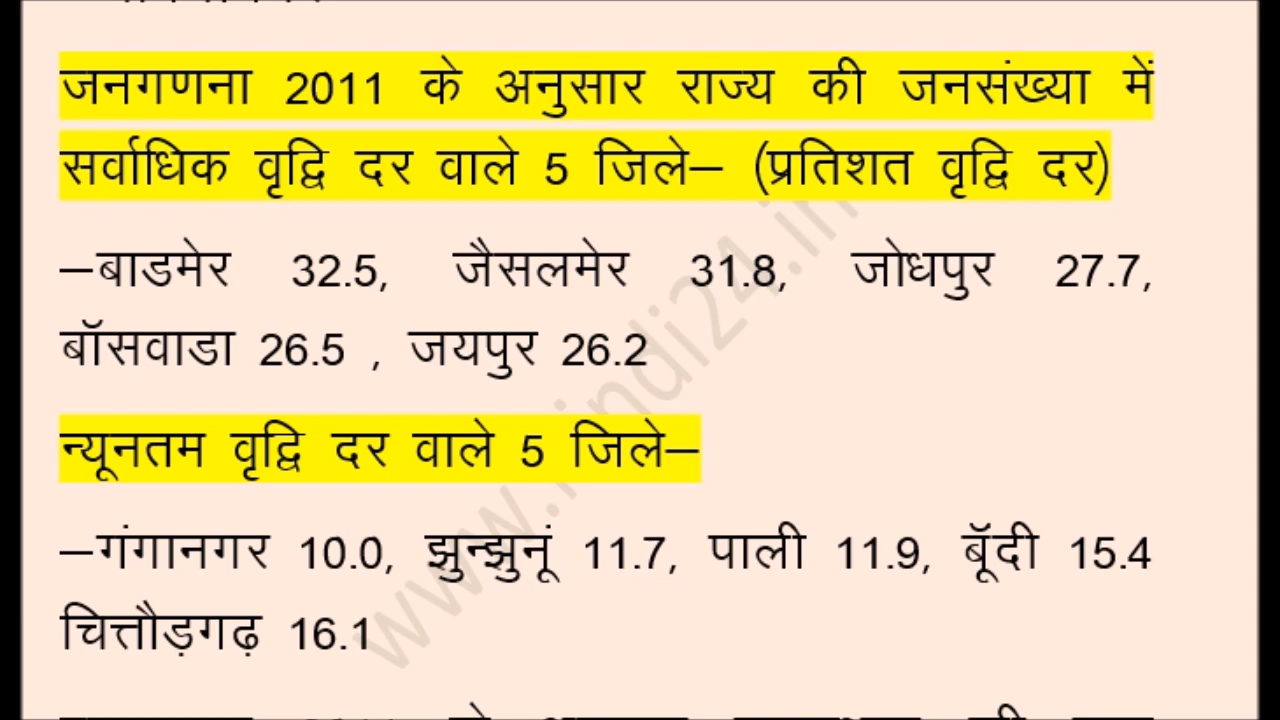 जनगणना 2011 के अनुसार राज्य की जनसंख्या में
सर्वाधिक वृद्वि दर वाले 5 जिले– (प्रतिशत वृद्वि दर)
–बाडमेर 32.5, जैसलमेर 31.8, जोधपुर 27.7,
बॉसवाडा 26.5 , जयपुर 26.2
न्यूनतम वृद्वि दर वाले 5 जिले–
–गंगानगर 10.0, झुन्झुनूं 11.7, पाली 11.9, बूॅदी 15.4
चित्तौड़गढ़ 16.1